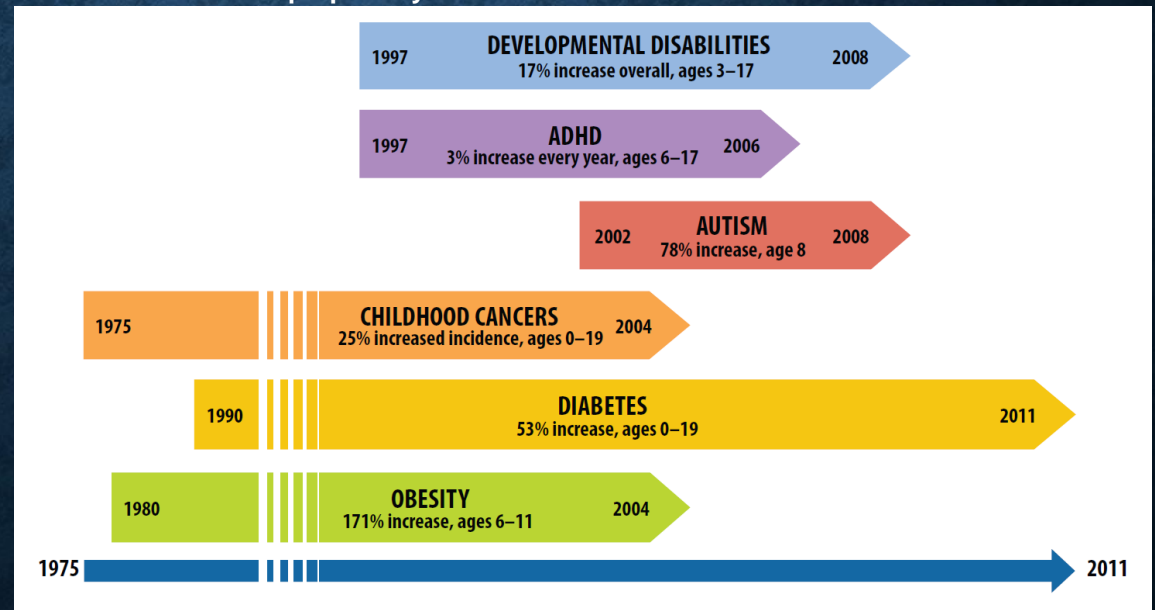 1997 DEVELOPMENTAL DISABILITIES 2008
17% increase overall, ages 3–17
1997 ADHD 2006
3% increase every year, ages 6–17
2002 AUTISM 2008
78% increase, age 8
1975 CHILDHOOD CANCERS 2004
25% increased incidence, ages 0–19
1990 DIABETES 2011
53% increase, ages 0–19
1980 OBESITY 2004
171% increase, ages 6–11
1975 2011